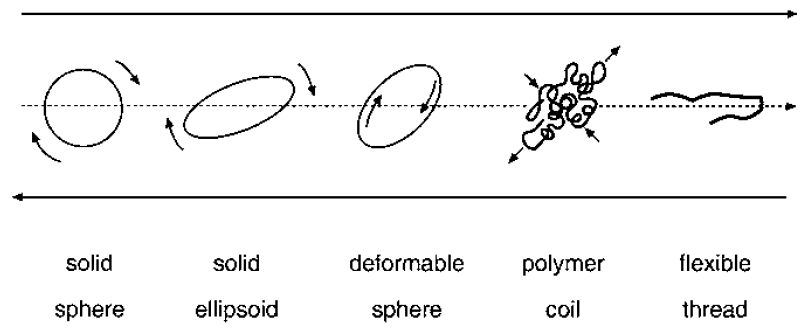 solid solid deformable polymer flexible
sphere ellipsoid sphere coil thread